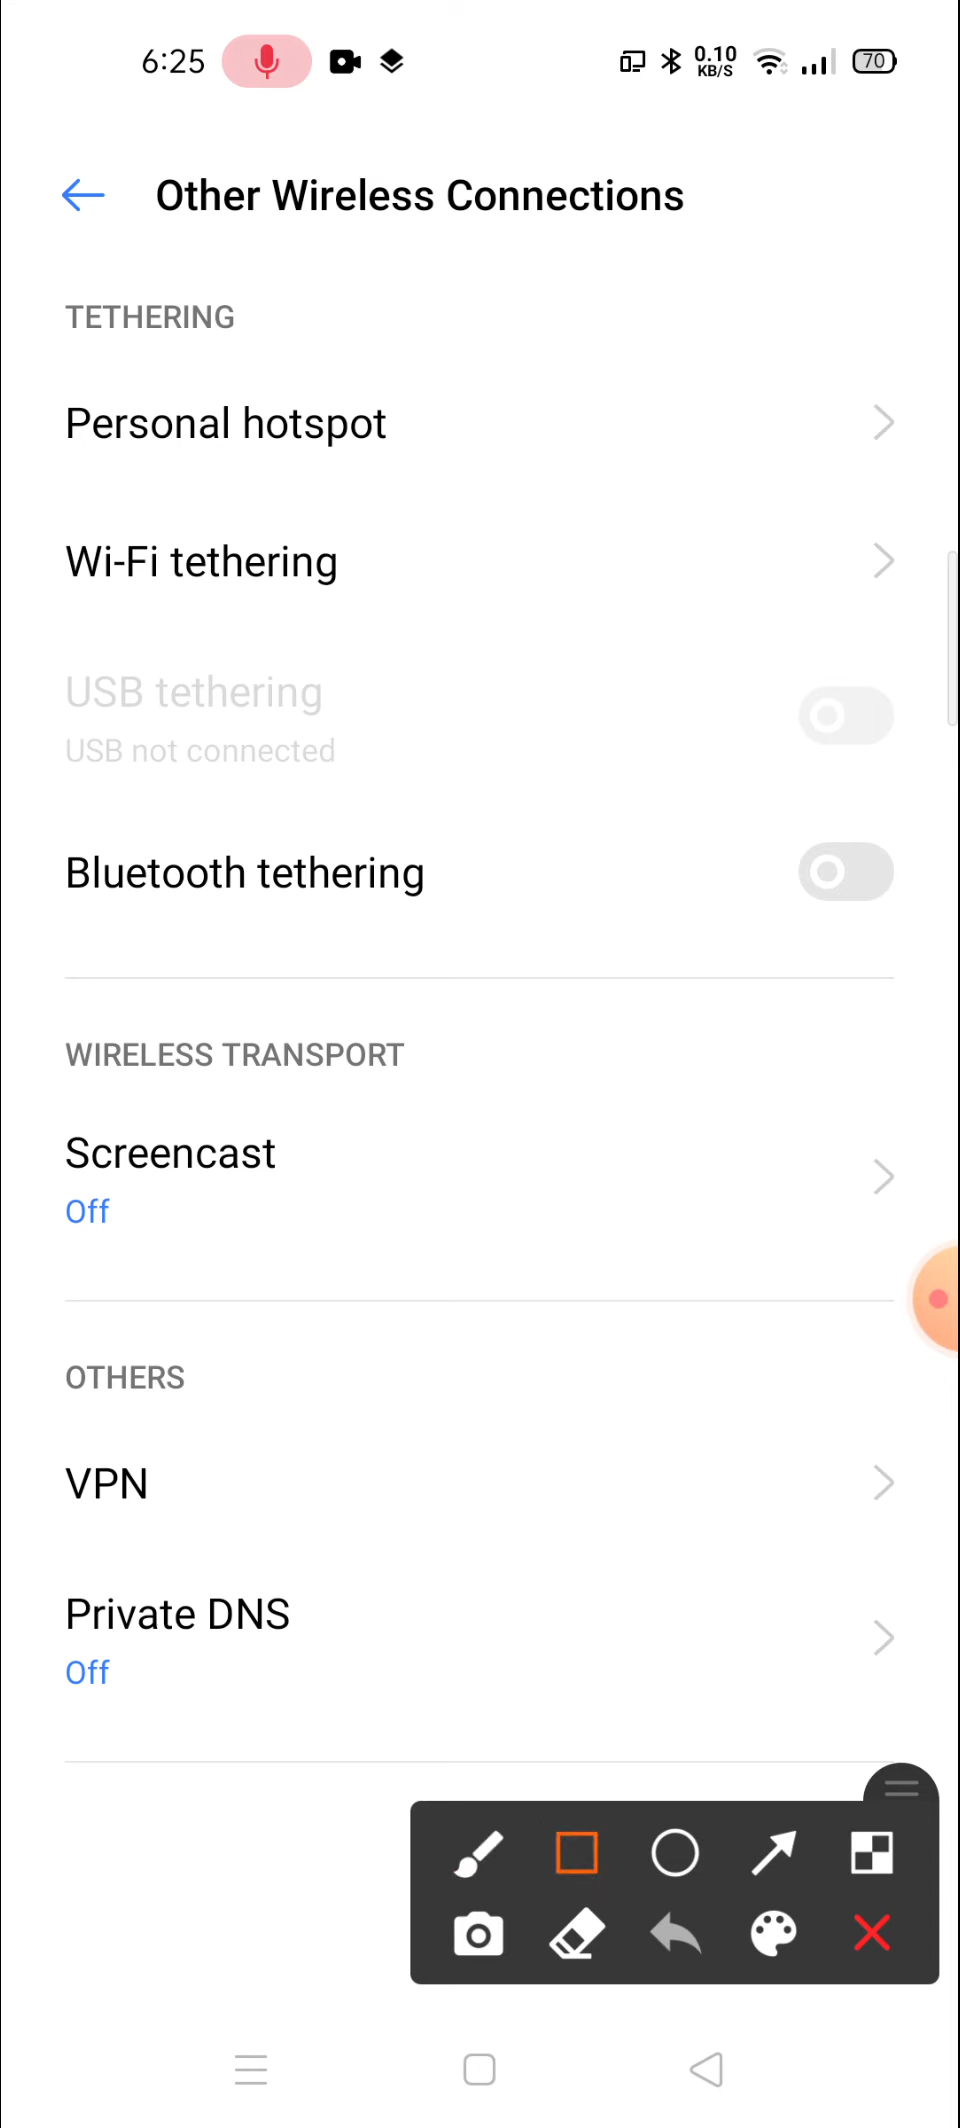 6:25
0.10
KB/S
70
Other Wireless Connections
TETHERING
Personal hotspot
Wi-Fi tethering
USB tethering
USB not connected
Bluetooth tethering
WIRELESS TRANSPORT
Screencast
Off
OTHERS
VPN
Private DNS
Off